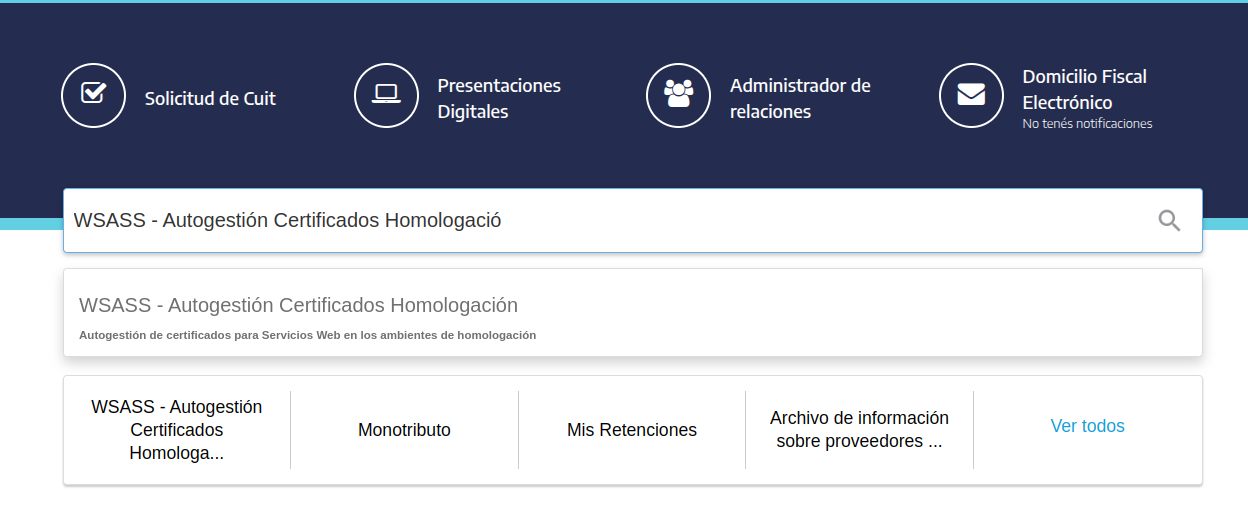 Solicitud de Cuit
Presentaciones
Digitales
Administrador de
relaciones
Domicilio Fiscal
Electrónico
No tenés notificaciones
WSASS - Autogestión Certificados Homologació
WSASS - Autogestión Certificados Homologación
Autogestión de certificados para Servicios Web en los ambientes de homologación
WSASS - Autogestión
Certificados
Homologa...
Monotributo
Mis Retenciones
Archivo de información
sobre proveedores ...
Ver todos